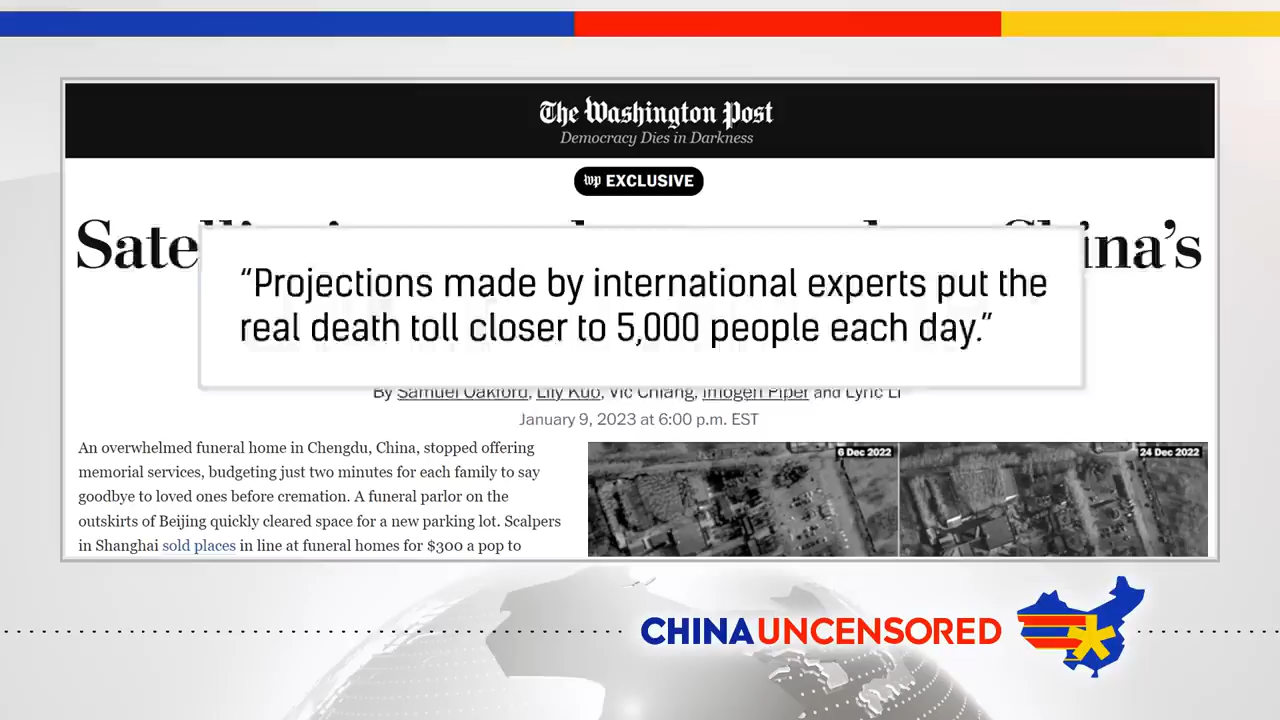 The Washington Post
Democracy Dies in Darkness
wp EXCLUSIVE
Sate China's
“Projections made by international experts put the
real death toll closer to 5,000 people each day.”
By Samuel Oakford, Lily Kuo, Vic Chiang, Imogen Piper and Lyric Li
January 9, 2023 at 6:00 p.m. EST
An overwhelmed funeral home in Chengdu, China, stopped offering
memorial services, budgeting just two minutes for each family to say
goodbye to loved ones before cremation. A funeral parlor on the
outskirts of Beijing quickly cleared space for a new parking lot. Scalpers
in Shanghai sold places in line at funeral homes for $300 a pop to
6 Dec 2022
24 Dec 2022
CHINA UNCENSORED